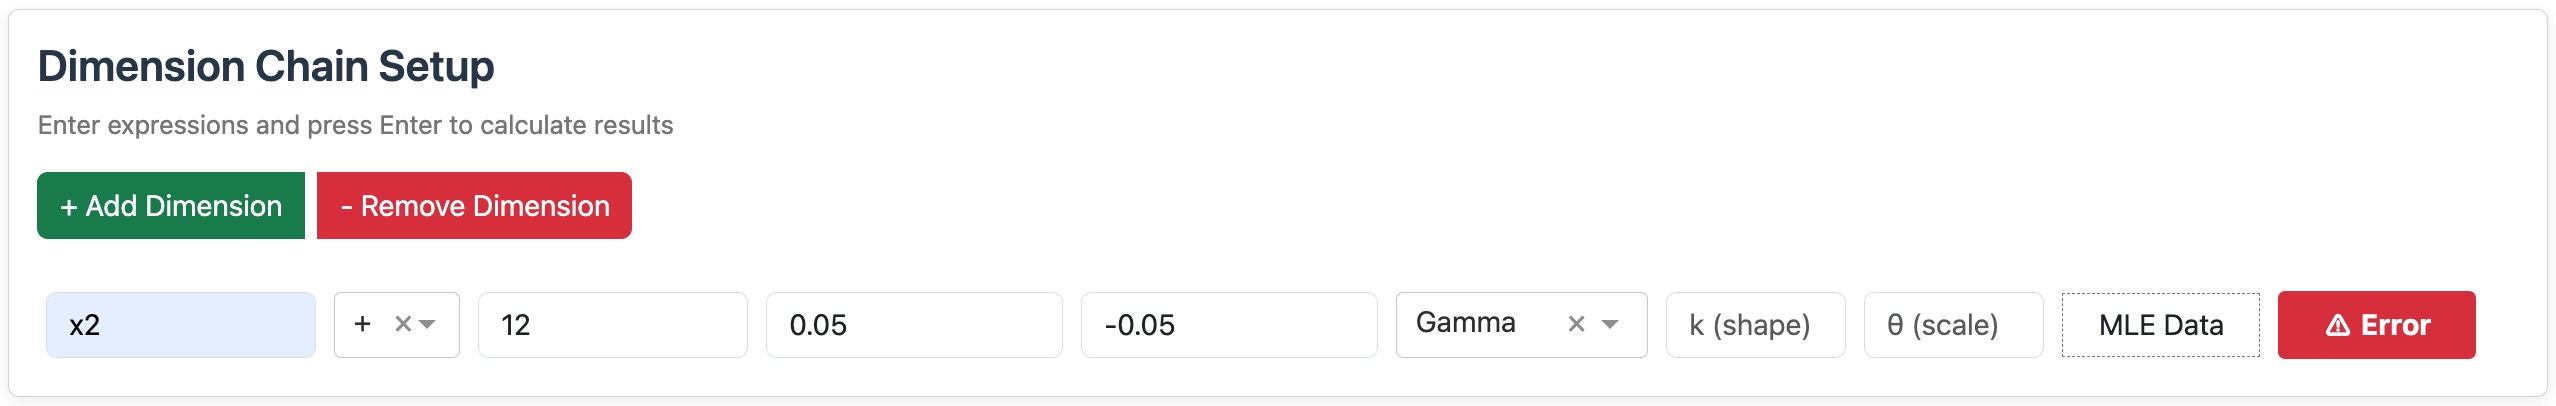 Dimension Chain Setup
Enter expressions and press Enter to calculate results
+ Add Dimension - Remove Dimension
x2 + × 12 0.05 -0.05 Gamma × k (shape) θ (scale) MLE Data ⚠ Error